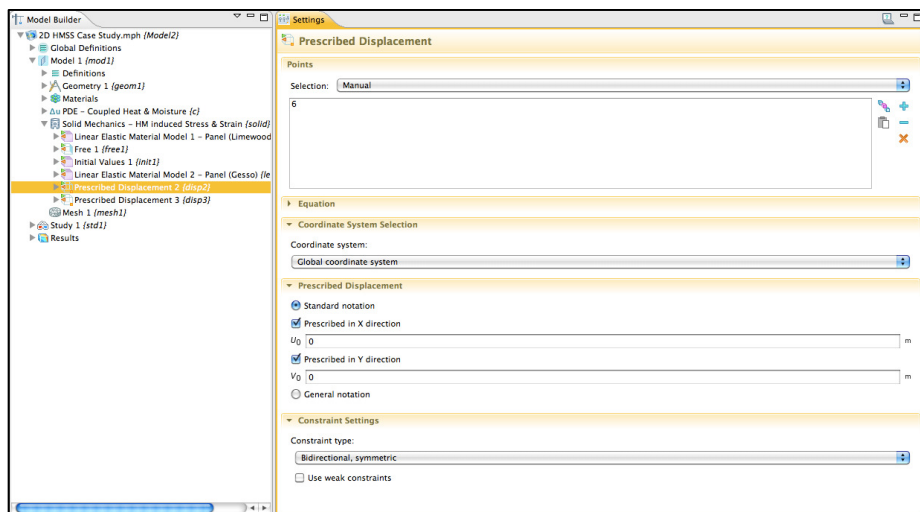 Model Builder
2D HMSS Case Study.mph (Model2)
Global Definitions
Model 1 (mod1)
Definitions
Geometry 1 (geom1)
Materials
Δu PDE - Coupled Heat & Moisture (c)
Solid Mechanics - HM induced Stress & Strain (solid)
Linear Elastic Material Model 1 - Panel (Limewood
Free 1 (free1)
Initial Values 1 (init1)
Linear Elastic Material Model 2 - Panel (Gesso) (le
Prescribed Displacement 2 (disp2)
Prescribed Displacement 3 (disp3)
Mesh 1 (mesh1)
Study 1 (std1)
Results
Settings
Prescribed Displacement
Points
Selection: Manual
6
Equation
Coordinate System Selection
Coordinate system:
Global coordinate system
Prescribed Displacement
Standard notation
Prescribed in X direction
U0 0 m
Prescribed in Y direction
V0 0 m
General notation
Constraint Settings
Constraint type:
Bidirectional, symmetric
Use weak constraints